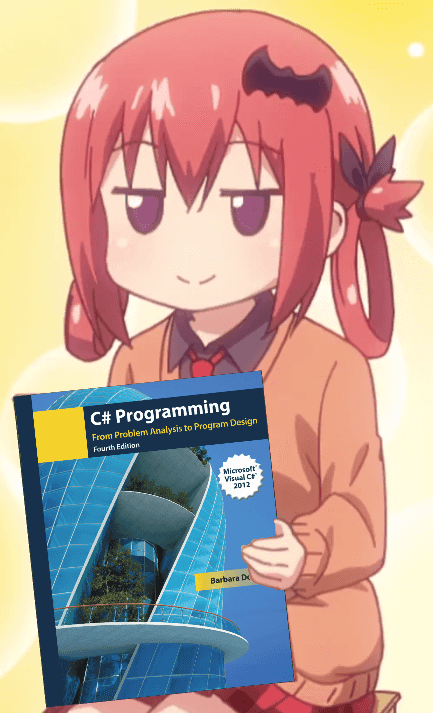 C# Programming
From Problem Analysis to Program Design
Fourth Edition
Microsoft®
Visual C#®
2012
Barbara